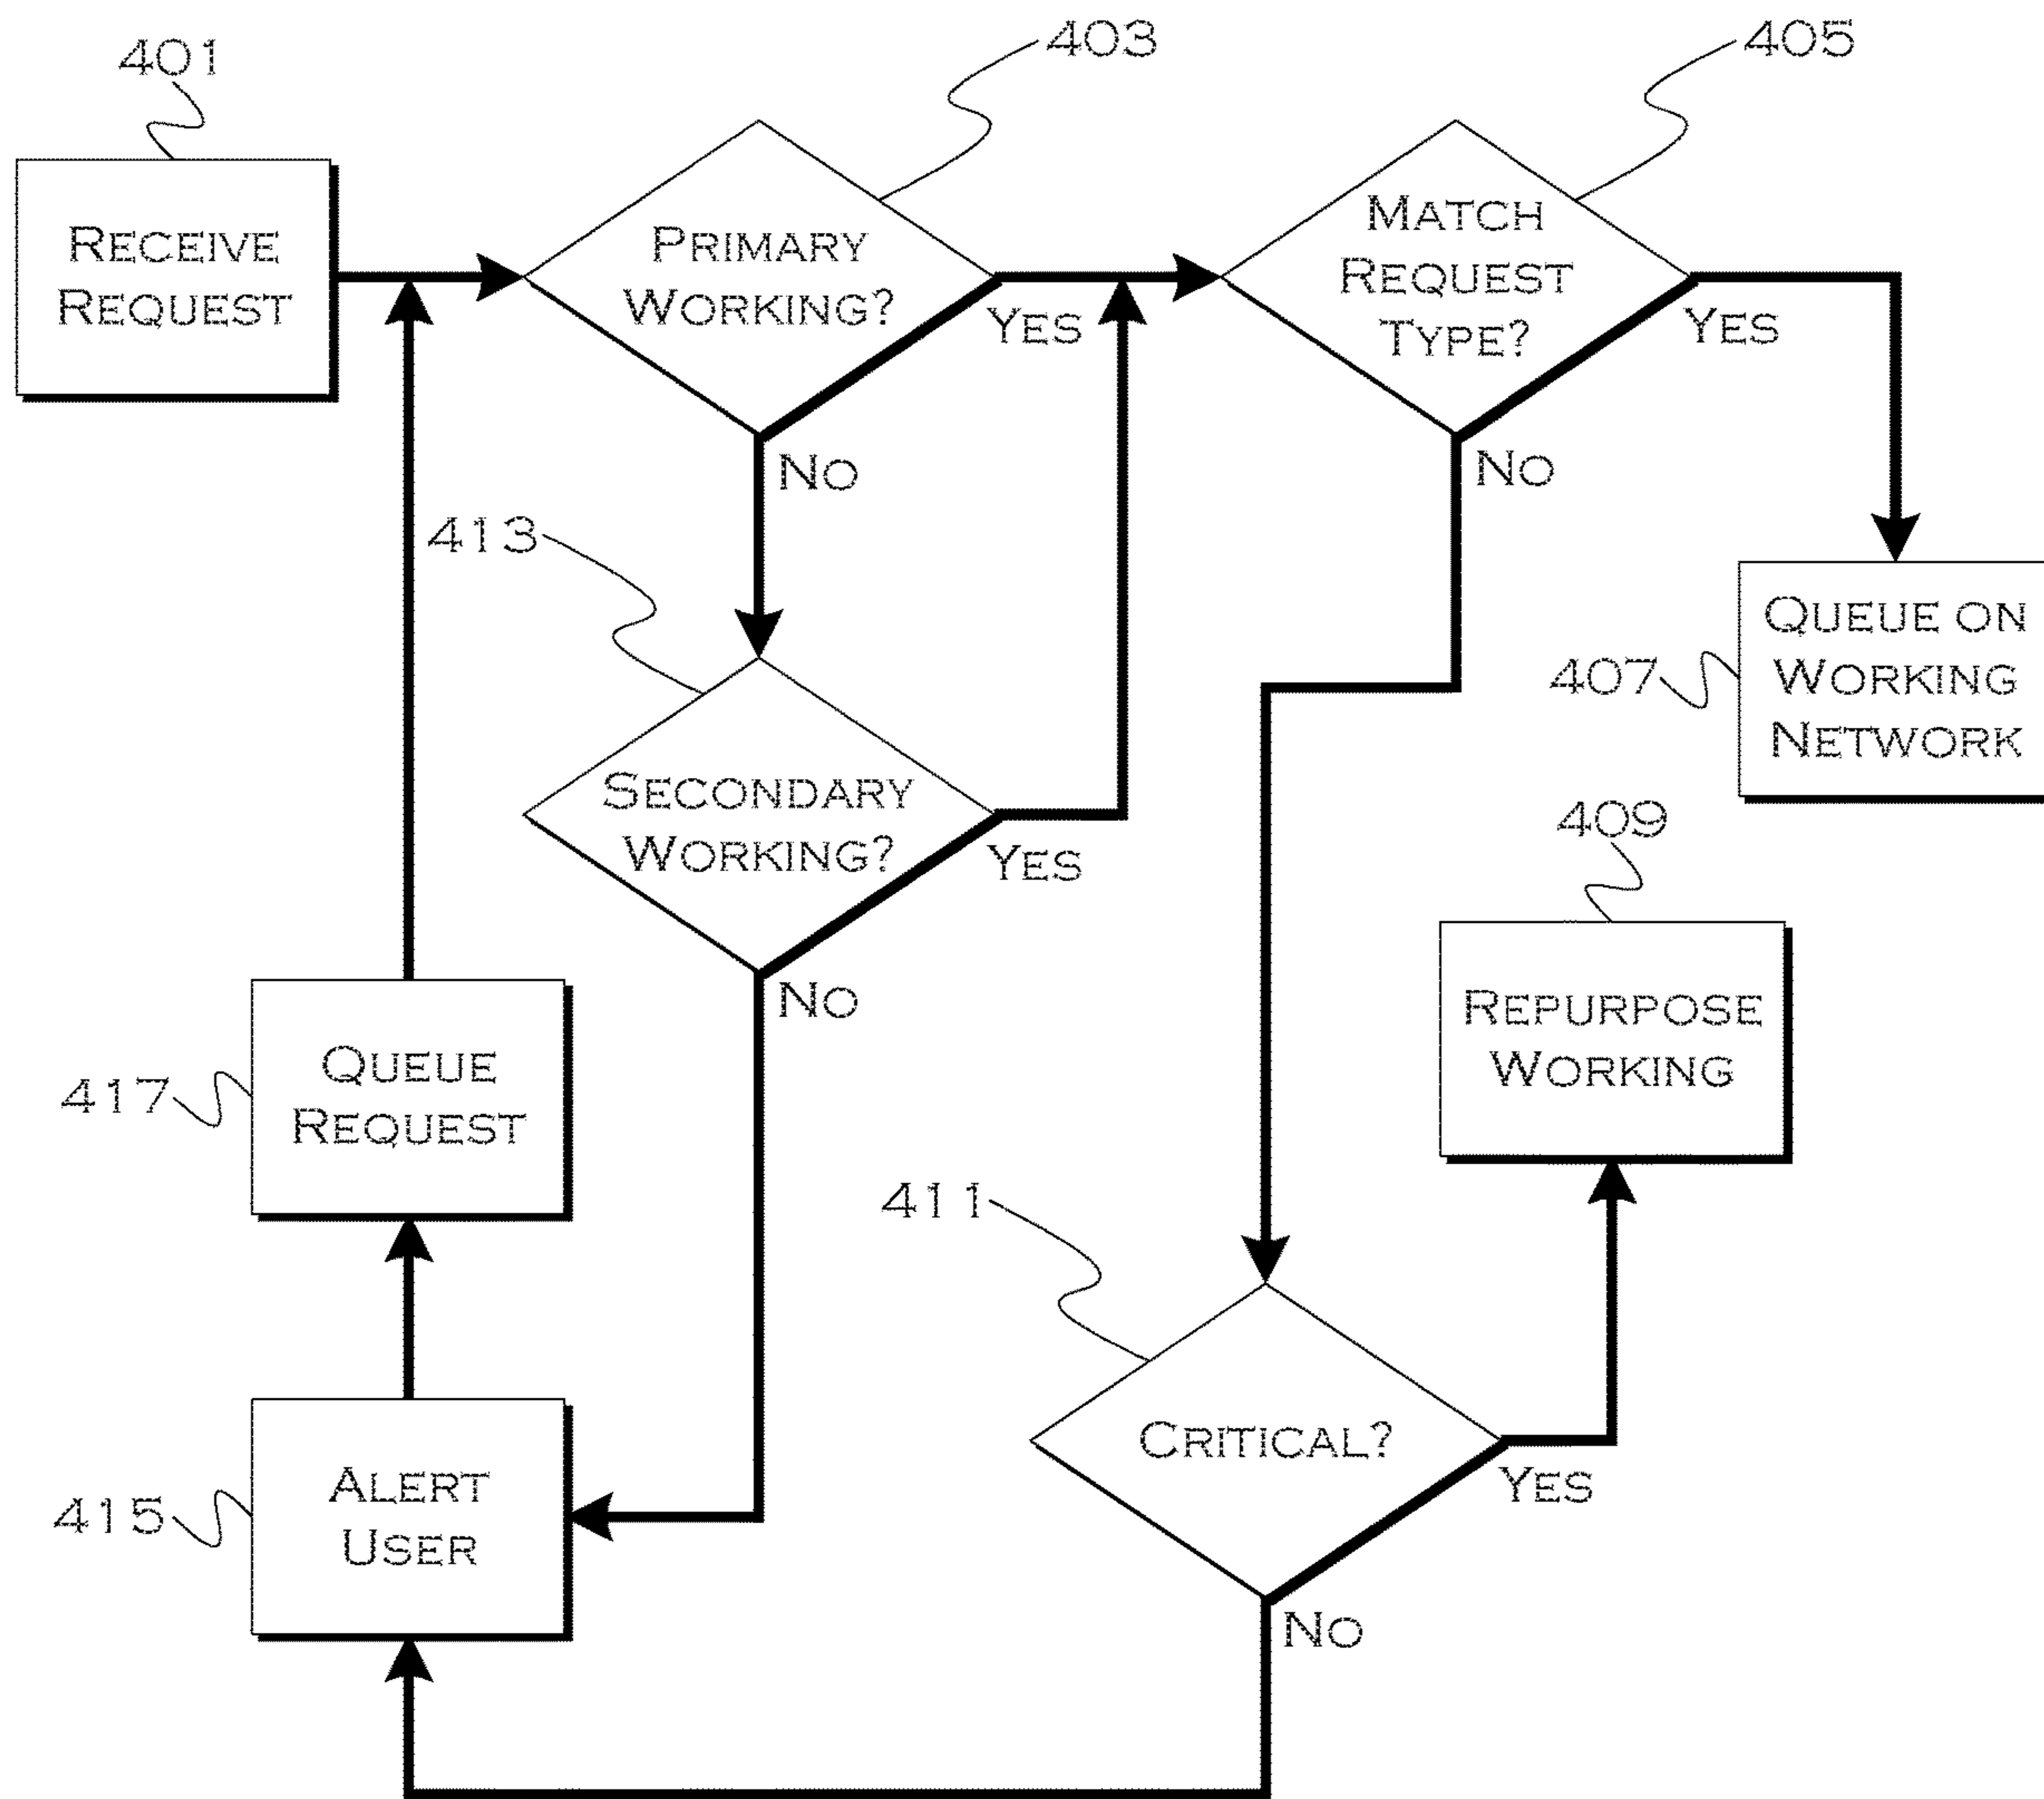 401
RECEIVE
REQUEST
403
PRIMARY
WORKING?
YES
NO
405
MATCH
REQUEST
TYPE?
YES
NO
413
SECONDARY
WORKING?
YES
NO
407
QUEUE ON
WORKING
NETWORK
409
REPURPOSE
WORKING
417
QUEUE
REQUEST
411
CRITICAL?
YES
NO
415
ALERT
USER